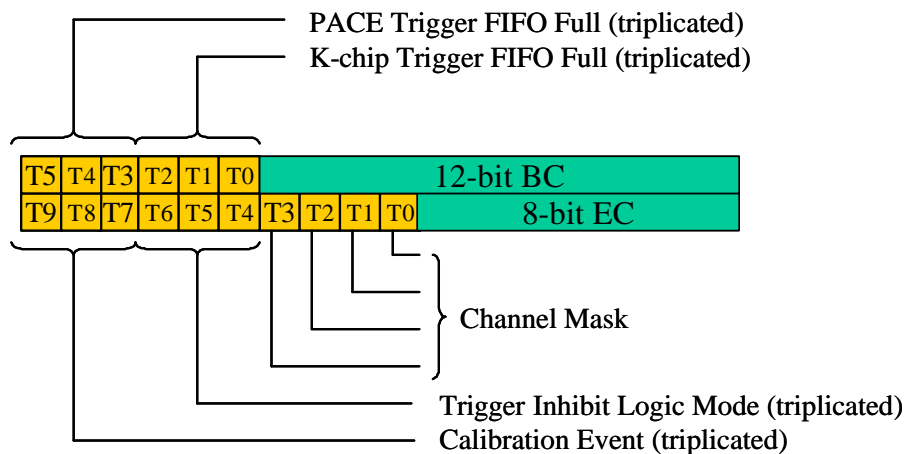 PACE Trigger FIFO Full (triplicated)
K-chip Trigger FIFO Full (triplicated)
T5 T4 T3 T2 T1 T0 12-bit BC
T9 T8 T7 T6 T5 T4 T3 T2 T1 T0 8-bit EC
Channel Mask
Trigger Inhibit Logic Mode (triplicated)
Calibration Event (triplicated)